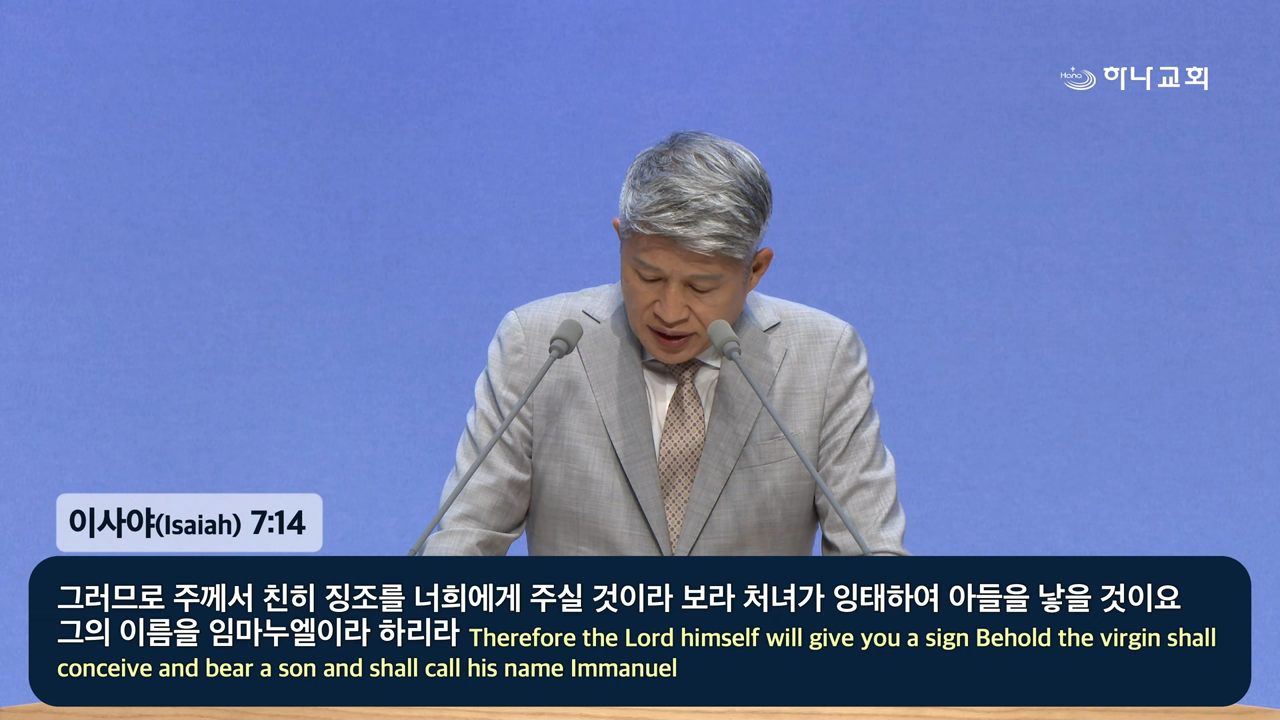 Hana 하나교회
이사야(Isaiah) 7:14
그러므로 주께서 친히 징조를 너희에게 주실 것이라 보라 처녀가 잉태하여 아들을 낳을 것이요
그의 이름을 임마누엘이라 하리라 Therefore the Lord himself will give you a sign Behold the virgin shall
conceive and bear a son and shall call his name Immanuel